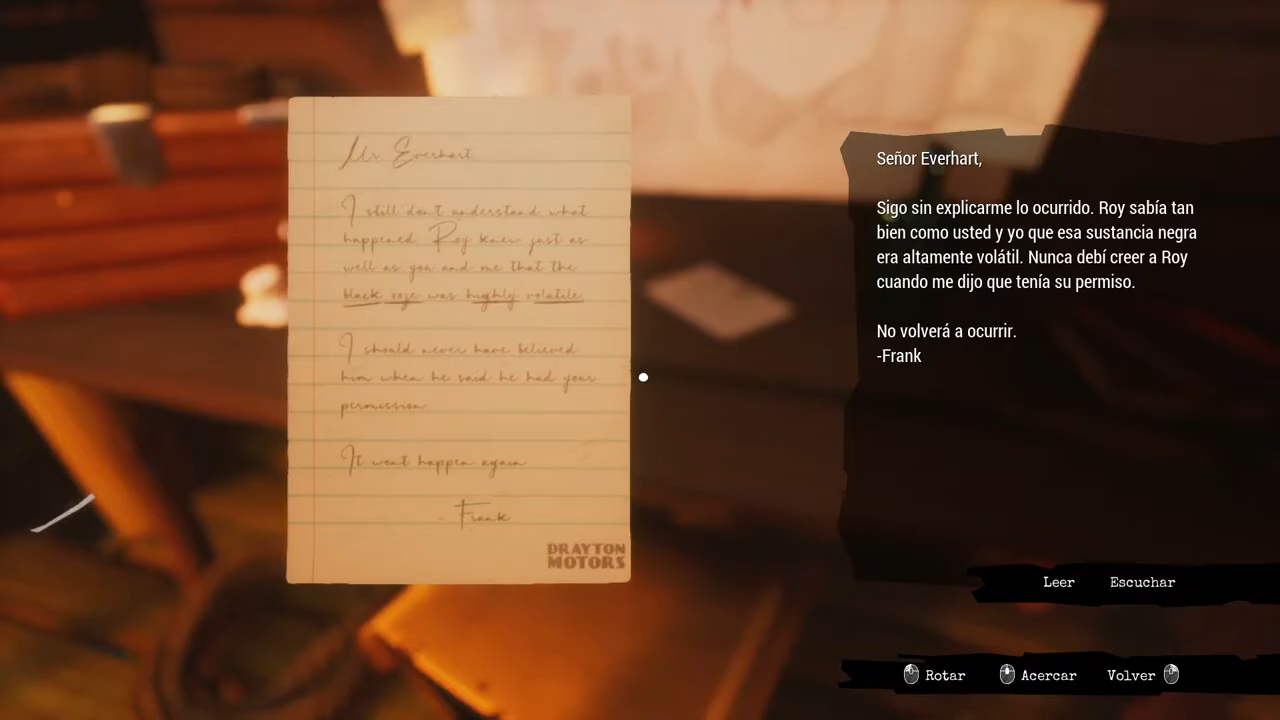 Mr. Everhart
I still don't understand what
happened. Roy knew just as
well as you and me that the
black ooze was highly volatile.
I should never have believed
him when he said he had your
permission
It wont happen again
- Frank
DRAYTON
MOTORS
Señor Everhart,
Sigo sin explicarme lo ocurrido. Roy sabía tan
bien como usted y yo que esa sustancia negra
era altamente volátil. Nunca debí creer a Roy
cuando me dijo que tenía su permiso.
No volverá a ocurrir.
-Frank
Leer Escuchar
Rotar Acercar Volver